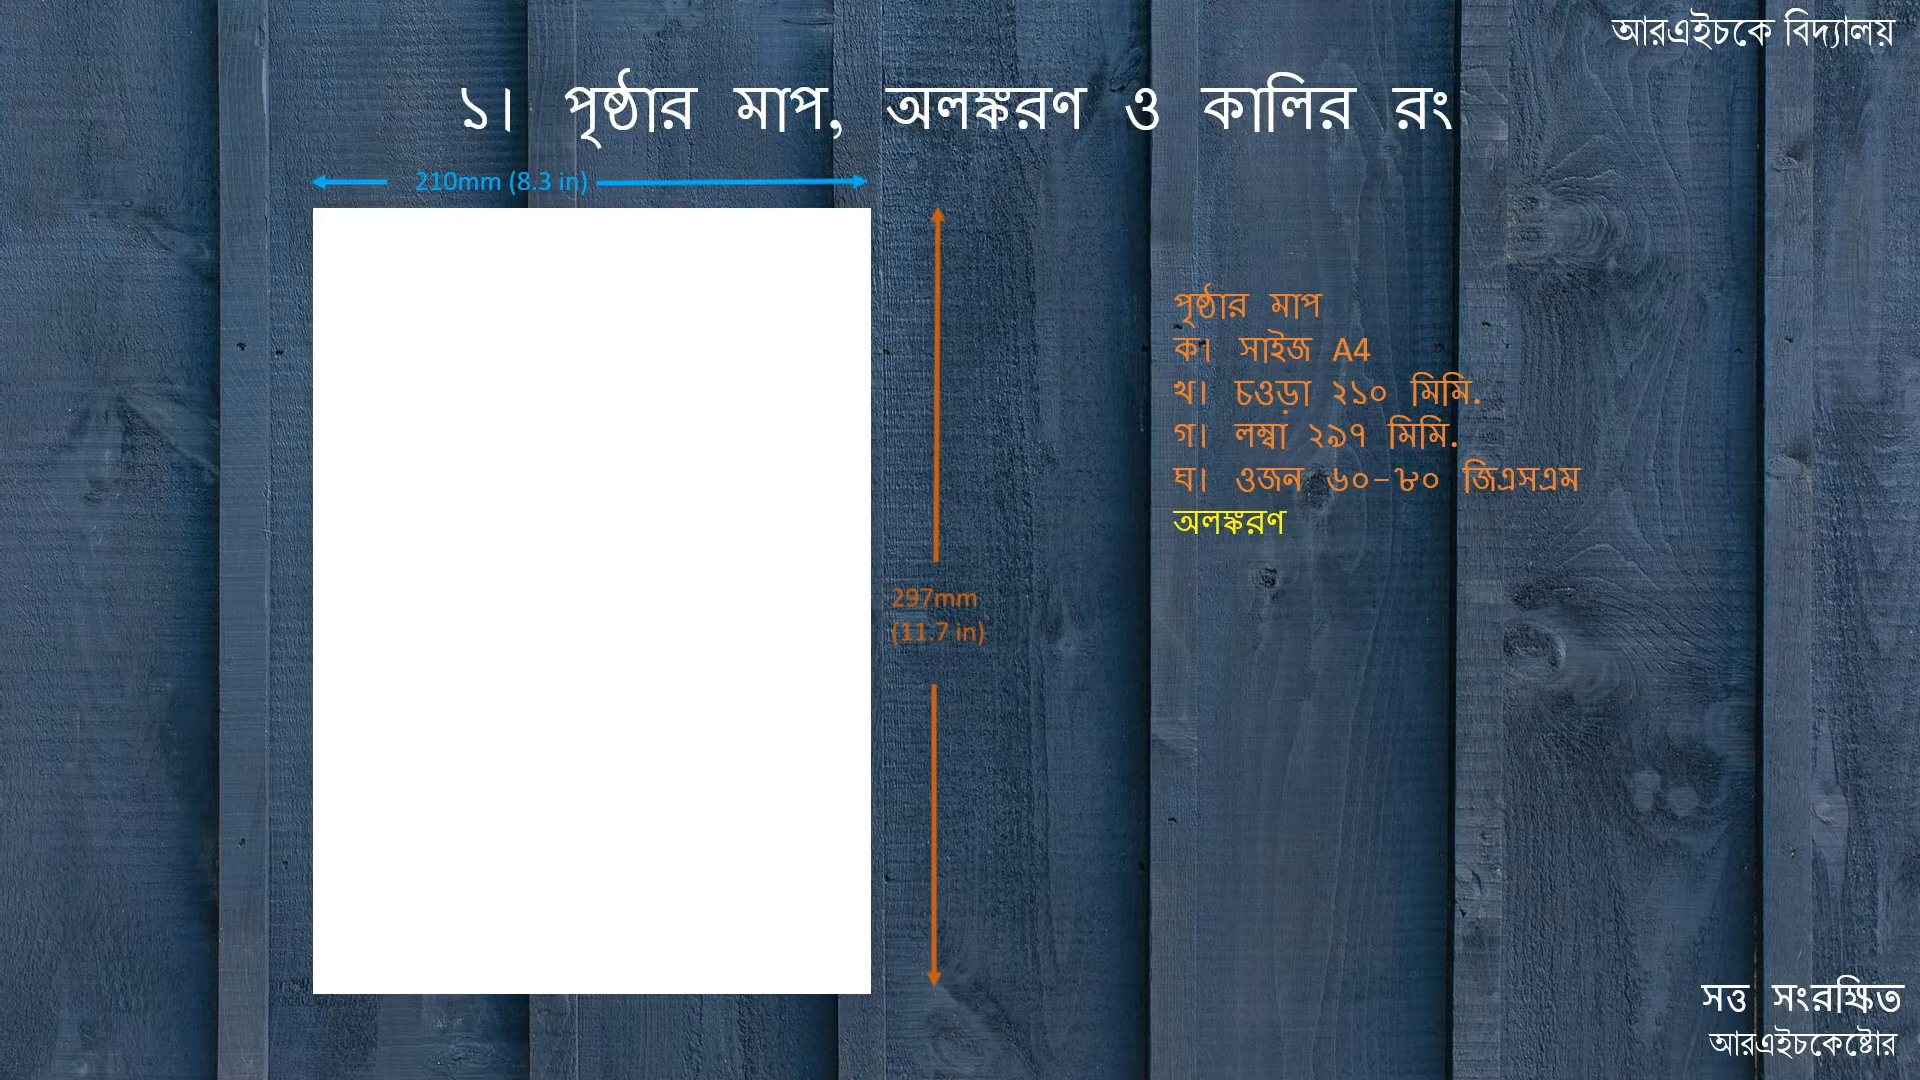 আরএইচকে বিদ্যালয়
১। পৃষ্ঠার মাপ, অলঙ্করণ ও কালির রং
210mm (8.3 in)
297mm
(11.7 in)
পৃষ্ঠার মাপ
ক। সাইজ A4
খ। চওড়া ২১০ মিমি.
গ। লম্বা ২৯৭ মিমি.
ঘ। ওজন ৬০-৮০ জিএসএম
অলঙ্করণ
সত্ত সংরক্ষিত
আরএইচকেষ্টোর